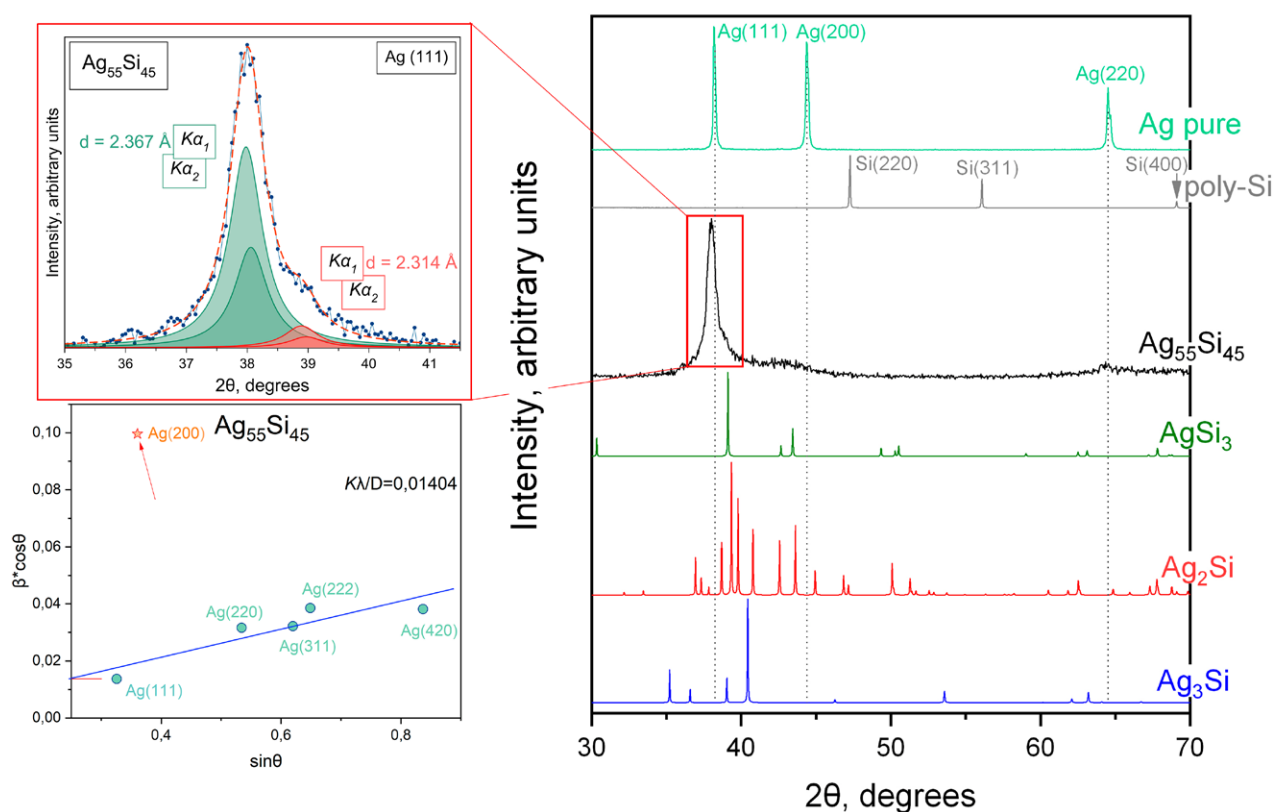 Ag55Si45
Ag (111)
d = 2.367 Å
Kα1
Kα2
Kα1
d = 2.314 Å
Kα2
Intensity, arbitrary units
35 36 37 38 39 40 41
2θ, degrees
Ag(200)
Ag55Si45
Kλ/D=0,01404
Ag(222)
Ag(220)
Ag(311)
Ag(420)
Ag(111)
0,10
0,08
0,06
0,04
0,02
0,00
β*cosθ
0,4 0,6 0,8
sinθ
Intensity, arbitrary units
Ag(111)
Ag(200)
Ag(220)
Ag pure
Si(220)
Si(311)
Si(400)
poly-Si
Ag55Si45
AgSi3
Ag2Si
Ag3Si
30 40 50 60 70
2θ, degrees